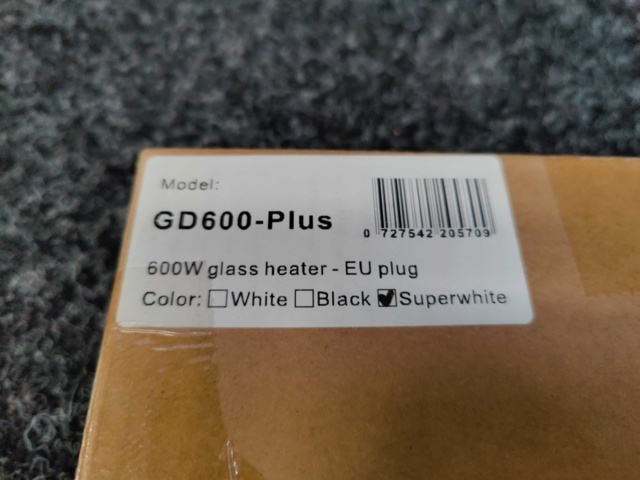 Model:
GD600-Plus
0 727542 205709
600W glass heater - EU plug
Color: ☐White ☐Black ☑Superwhite